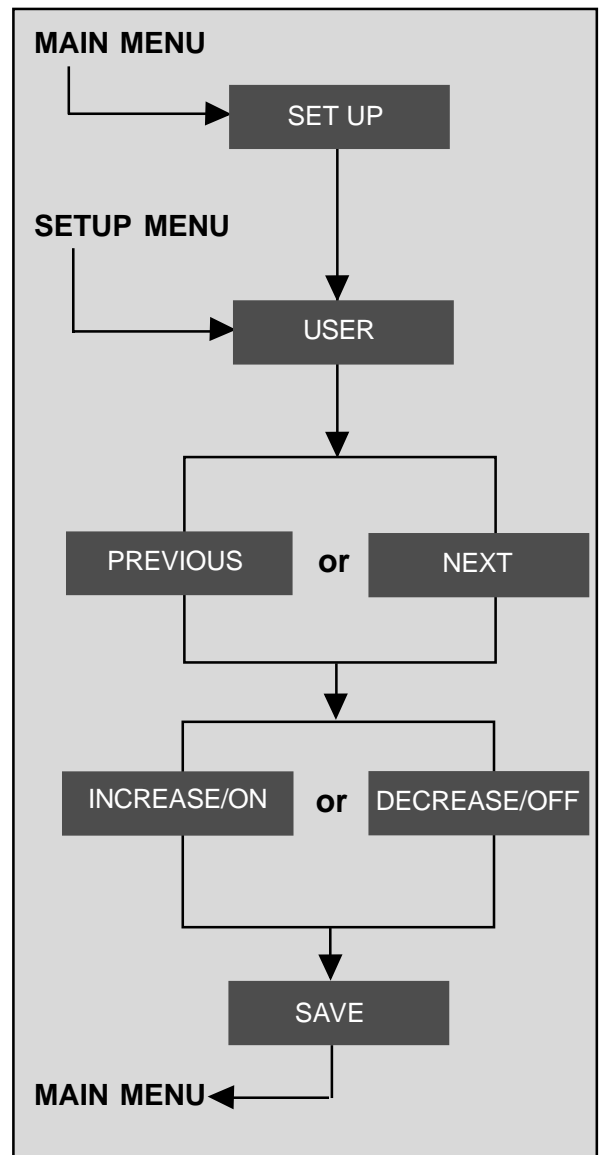 MAIN MENU
SET UP
SETUP MENU
USER
PREVIOUS or NEXT
INCREASE/ON or DECREASE/OFF
SAVE
MAIN MENU